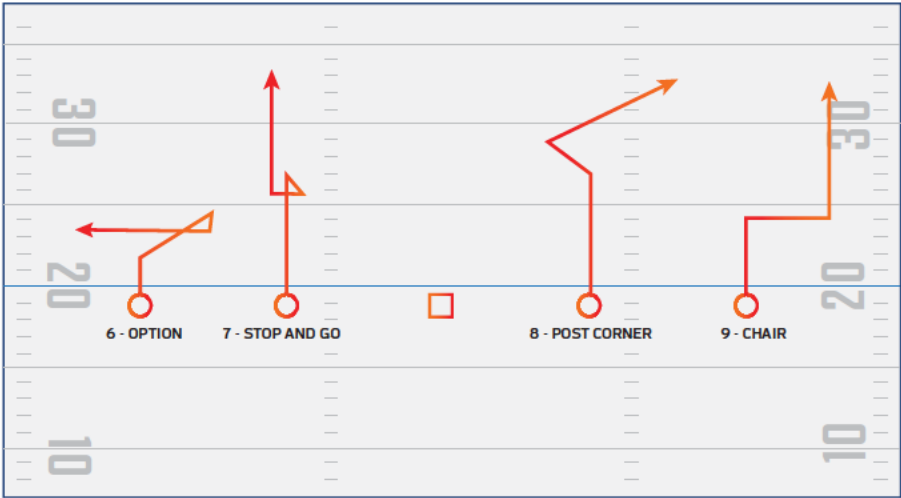 30
30
20
20
6 - OPTION
7 - STOP AND GO
8 - POST CORNER
9 - CHAIR
10
10